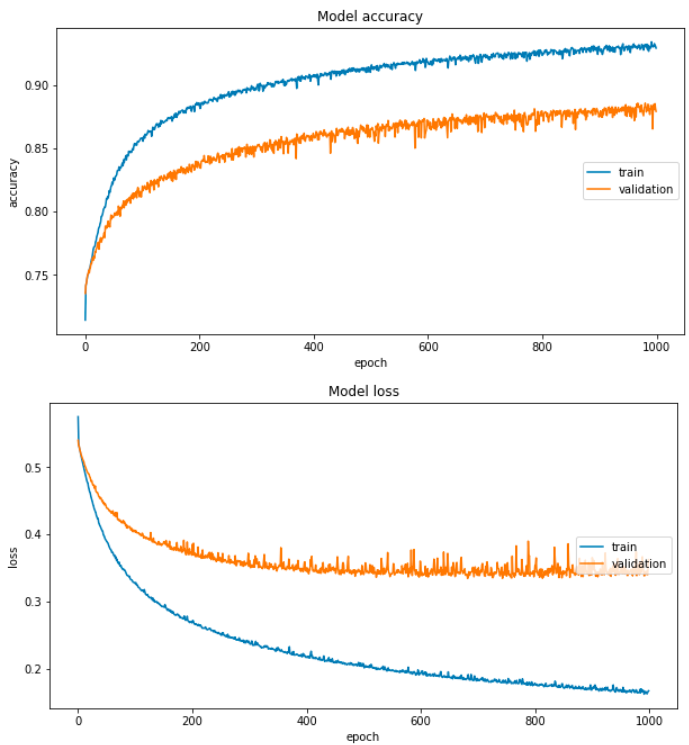 Model accuracy
0.90
0.85
0.80
0.75
accuracy
train
validation
0 200 400 600 800 1000
epoch
Model loss
0.5
0.4
0.3
0.2
loss
train
validation
0 200 400 600 800 1000
epoch